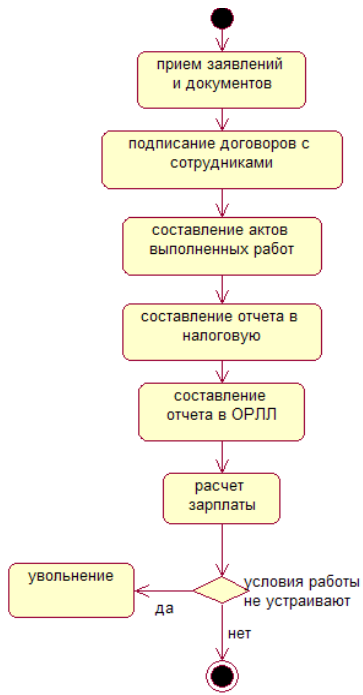 прием заявлений
и документов
подписание договоров с
сотрудниками
составление актов
выполненных работ
составление отчета в
налоговую
составление
отчета в ОРЛЛ
расчет
зарплаты
увольнение
условия работы
не устраивают
да
нет